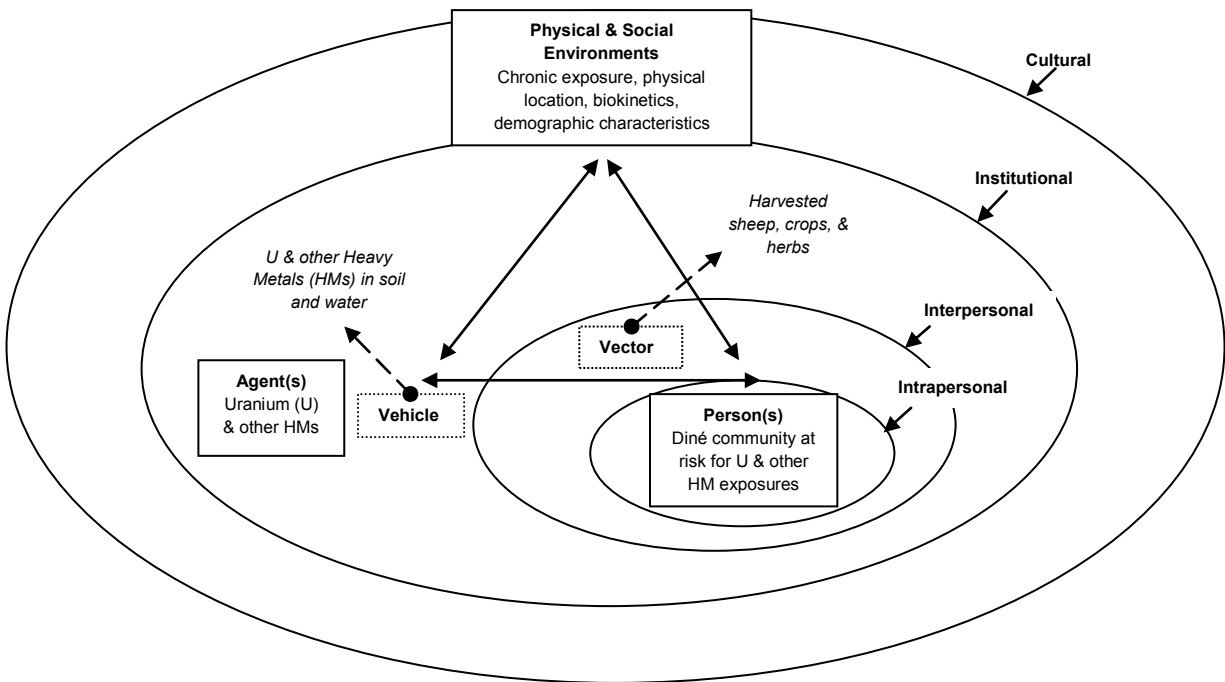 Physical & Social
Environments
Chronic exposure, physical
location, biokinetics,
demographic characteristics
Cultural
Institutional
Harvested
sheep, crops, &
herbs
U & other Heavy
Metals (HMs) in soil
and water
Interpersonal
Vector
Intrapersonal
Agent(s)
Uranium (U)
& other HMs
Vehicle
Person(s)
Diné community at
risk for U & other
HM exposures